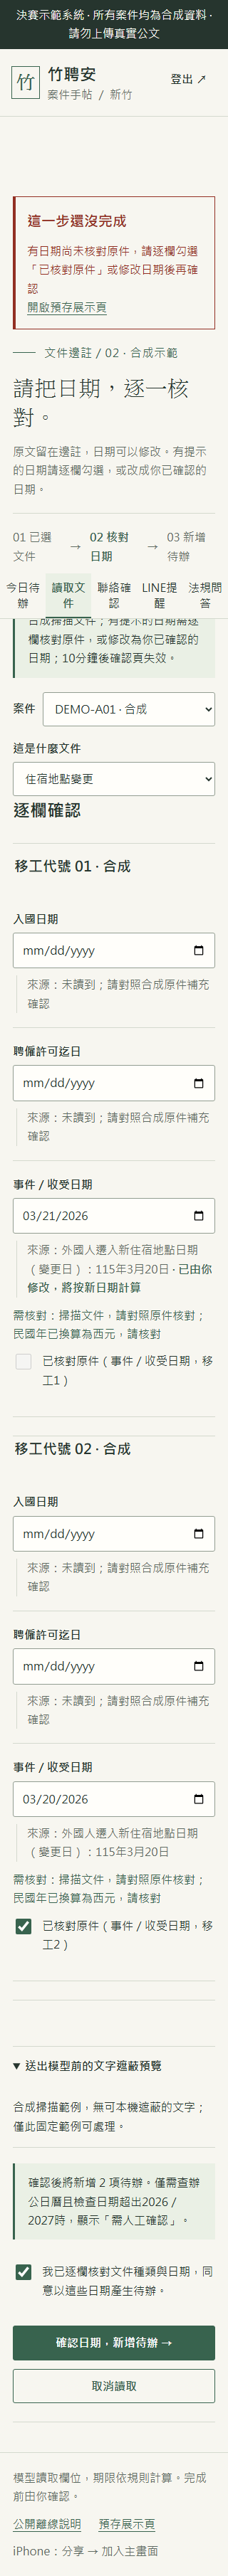 決賽示範系統 · 所有案件均為合成資料 ·
請勿上傳真實公文
竹
竹聘安
案件手帖 / 新竹
登出 ↗
這一步還沒完成
有日期尚未核對原件，請逐欄勾選
「已核對原件」或修改日期後再確
認
開啟預存展示頁
文件邊註 / 02 · 合成示範
請把日期，逐一核
對。
原文留在邊註，日期可以修改。有提示
的日期請逐欄勾選，或改成你已確認的
日期。
01 已選
文件
→
02 核對
日期
→
03 新增
待辦
今日待
辦
讀取文
件
聯絡確
認
LINE提
醒
法規問
答
合成掃描文件；有提示的日期需逐
欄核對原件，或修改為你已確認的
日期；10分鐘後確認頁失效。
案件
DEMO-A01 · 合成
這是什麼文件
住宿地點變更
逐欄確認
移工代號 01 · 合成
入國日期
mm/dd/yyyy
來源：未讀到；請對照合成原件補充
確認
聘僱許可迄日
mm/dd/yyyy
來源：未讀到；請對照合成原件補充
確認
事件 / 收受日期
03/21/2026
來源：外國人遷入新住宿地點日期
（變更日）：115年3月20日 · 已由你
修改，將按新日期計算
需核對：掃描文件，請對照原件核對；
民國年已換算為西元，請核對
已核對原件（事件 / 收受日期，移
工1）
移工代號 02 · 合成
入國日期
mm/dd/yyyy
來源：未讀到；請對照合成原件補充
確認
聘僱許可迄日
mm/dd/yyyy
來源：未讀到；請對照合成原件補充
確認
事件 / 收受日期
03/20/2026
來源：外國人遷入新住宿地點日期
（變更日）：115年3月20日
需核對：掃描文件，請對照原件核對；
民國年已換算為西元，請核對
已核對原件（事件 / 收受日期，移
工2）
▼ 送出模型前的文字遮蔽預覽
合成掃描範例，無可本機遮蔽的文字；
僅此固定範例可處理。
確認後將新增 2 項待辦。僅需查辦
公日曆且檢查日期超出2026 /
2027時，顯示「需人工確認」。
我已逐欄核對文件種類與日期，同
意以這些日期產生待辦。
確認日期，新增待辦 →
取消讀取
模型讀取欄位，期限依規則計算。完成
前由你確認。
公開離線說明
預存展示頁
iPhone：分享 → 加入主畫面